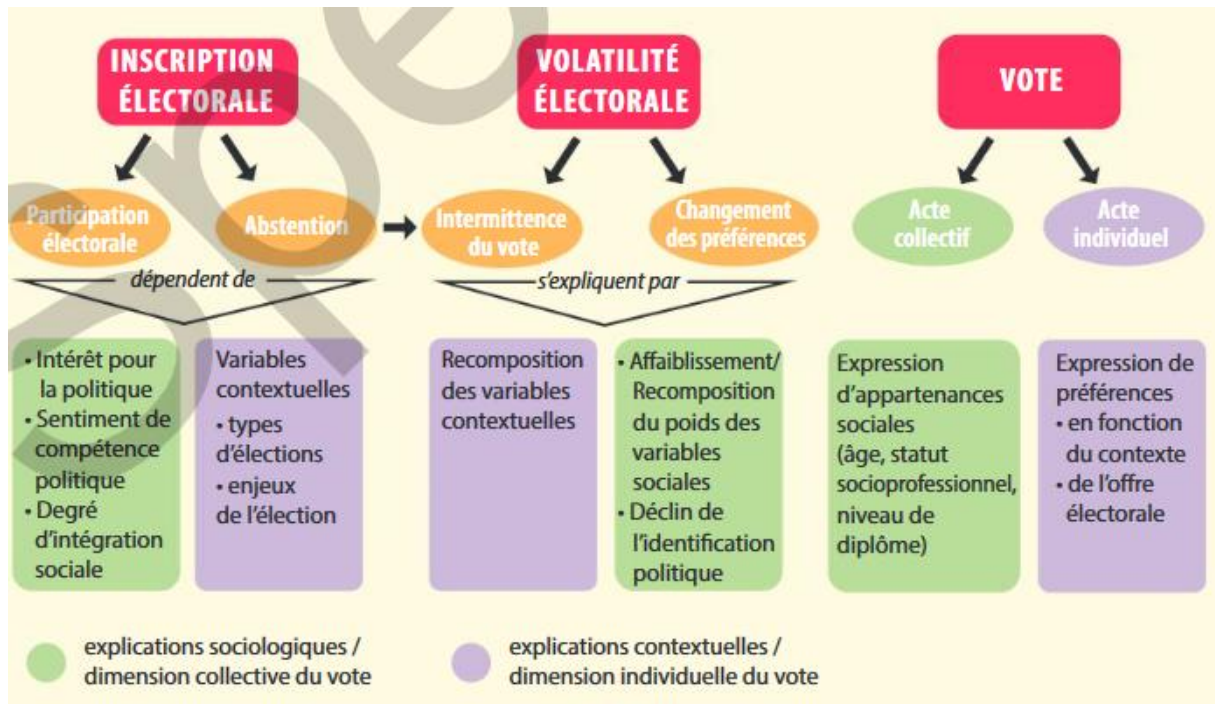 INSCRIPTION
ÉLECTORALE
VOLATILITÉ
ÉLECTORALE
VOTE
Participation
électorale
Abstention
Intermittence
du vote
Changement
des préférences
Acte
collectif
Acte
individuel
dépendent de
s'expliquent par
• Intérêt pour
la politique
• Sentiment de
compétence
politique
• Degré
d'intégration
sociale
Variables
contextuelles
• types
d'élections
• enjeux
de l'élection
Recomposition
des variables
contextuelles
• Affaiblissement/
Recomposition
du poids des
variables
sociales
• Déclin de
l'identification
politique
Expression
d'appartenances
sociales
(âge, statut
socioprofessionnel,
niveau de
diplôme)
Expression de
préférences
• en fonction
du contexte
• de l'offre
électorale
explications sociologiques /
dimension collective du vote
explications contextuelles /
dimension individuelle du vote